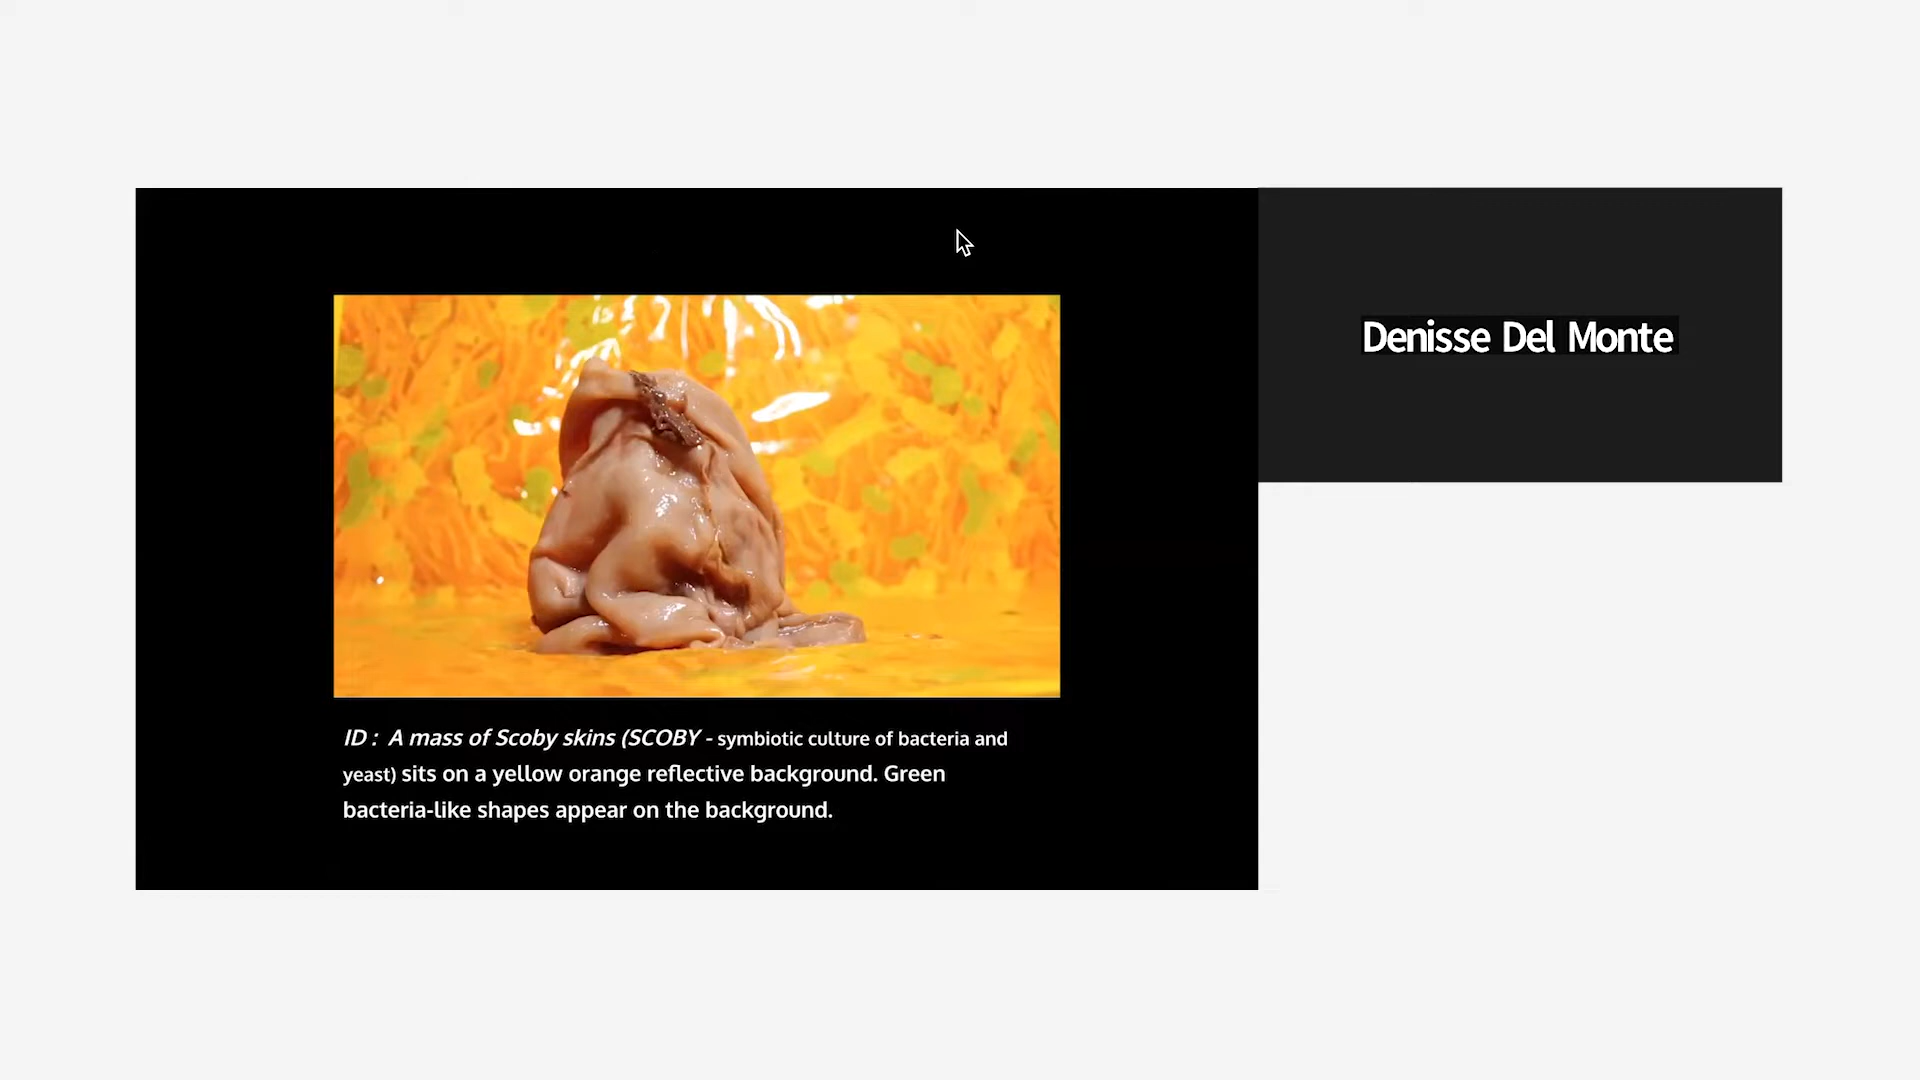 Denisse Del Monte
ID : A mass of Scoby skins (SCOBY - symbiotic culture of bacteria and
yeast) sits on a yellow orange reflective background. Green
bacteria-like shapes appear on the background.